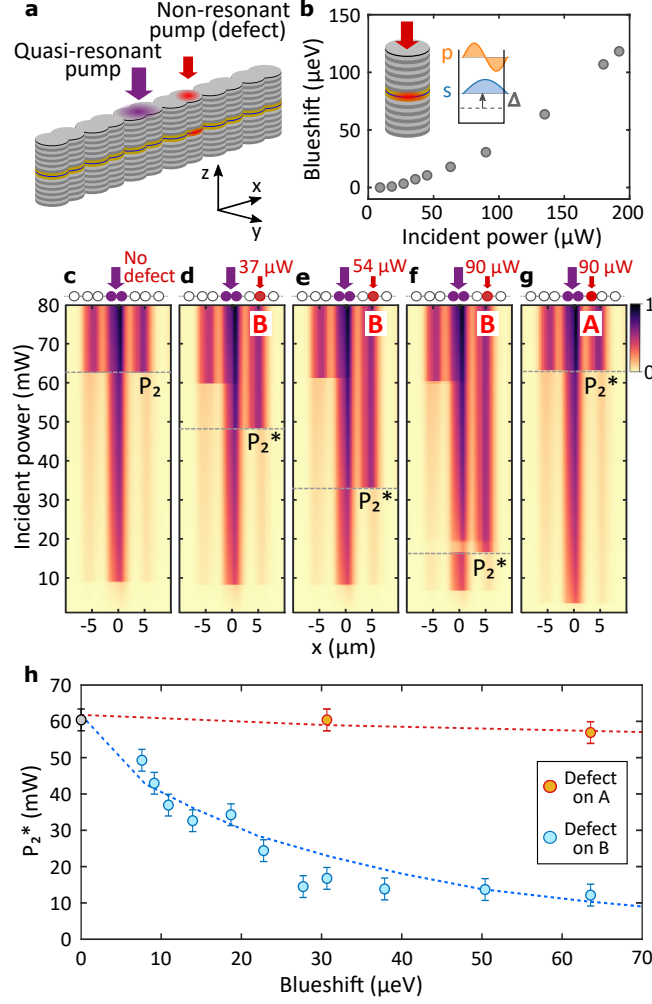 a
Non-resonant
pump (defect)
Quasi-resonant
pump
z
x
y
b
Blueshift (μeV)
150
100
50
0
p
s
Δ
0
50
100
150
200
Incident power
(μW)
c
No
defect
d
37 μW
e
54 μW
f
90 μW
g
90 μW
B
B
B
A
1
0
Incident power (mW)
80
70
60
50
40
30
20
10
P₂
P₂*
P₂*
P₂*
P₂*
-5 0 5
-5 0 5
-5 0 5
-5 0 5
-5 0 5
x (μm)
h
P₂* (mW)
70
60
50
40
30
20
10
0
Defect
on A
Defect
on B
0 10 20 30 40 50 60 70
Blueshift (μeV)